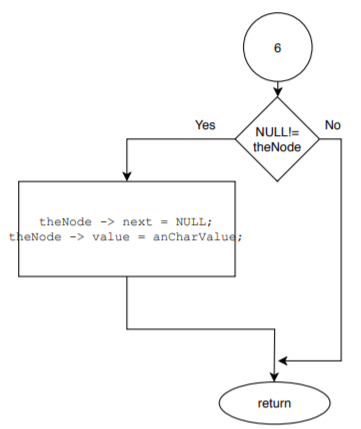 6
Yes
No
NULL!=
theNode
theNode -> next = NULL;
theNode -> value = anCharValue;
return